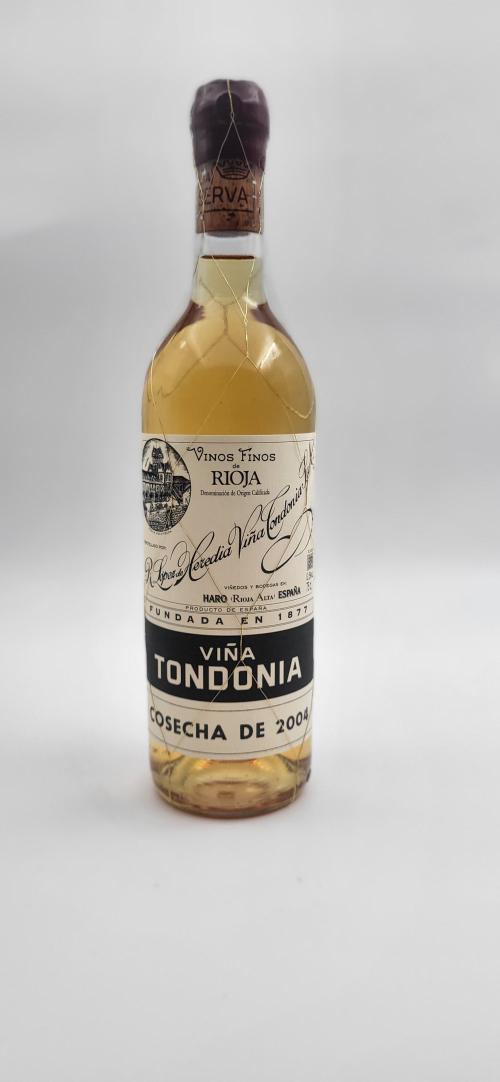 ERVA
VINOS FINOS
de
RIOJA
Denominación de Origen Calificada
R. López de Heredia Viña Tondonia
VIÑEDOS Y BODEGAS EN:
HARO (RIOJA ALTA) ESPAÑA
PRODUCTO DE ESPAÑA
FUNDADA EN 1877
VIÑA
TONDONIA
COSECHA DE 2004